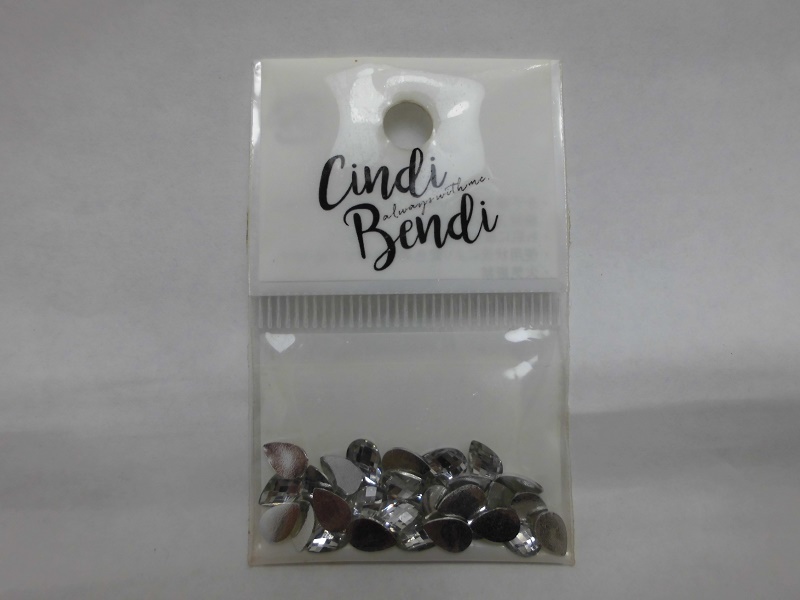 Cindi
always with me.
Bendi